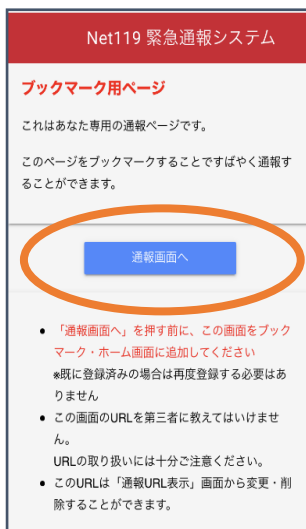 Net119 緊急通報システム
ブックマーク用ページ
これはあなた専用の通報ページです。
このページをブックマークすることですばやく通報す
ることができます。
通報画面へ
● 「通報画面へ」を押す前に、この画面をブック
マーク・ホーム画面に追加してください
※既に登録済みの場合は再度登録する必要はあ
りません
● この画面のURLを第三者に教えてはいけませ
ん。
URLの取り扱いには十分ご注意ください。
● このURLは「通報URL表示」画面から変更・削
除することができます。